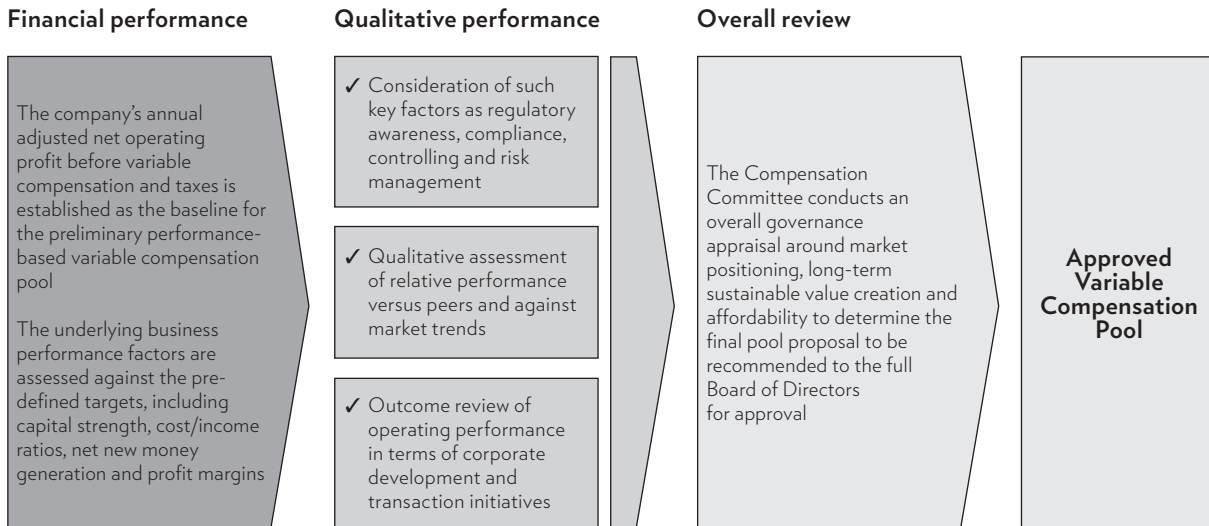 Financial performance
The company's annual
adjusted net operating
profit before variable
compensation and taxes is
established as the baseline for
the preliminary performance-
based variable compensation
pool
The underlying business
performance factors are
assessed against the pre-
defined targets, including
capital strength, cost/income
ratios, net new money
generation and profit margins
Qualitative performance
✓ Consideration of such
key factors as regulatory
awareness, compliance,
controlling and risk
management
✓ Qualitative assessment
of relative performance
versus peers and against
market trends
✓ Outcome review of
operating performance
in terms of corporate
development and
transaction initiatives
Overall review
The Compensation
Committee conducts an
overall governance
appraisal around market
positioning, long-term
sustainable value creation and
affordability to determine the
final pool proposal to be
recommended to the full
Board of Directors
for approval
Approved
Variable
Compensation
Pool